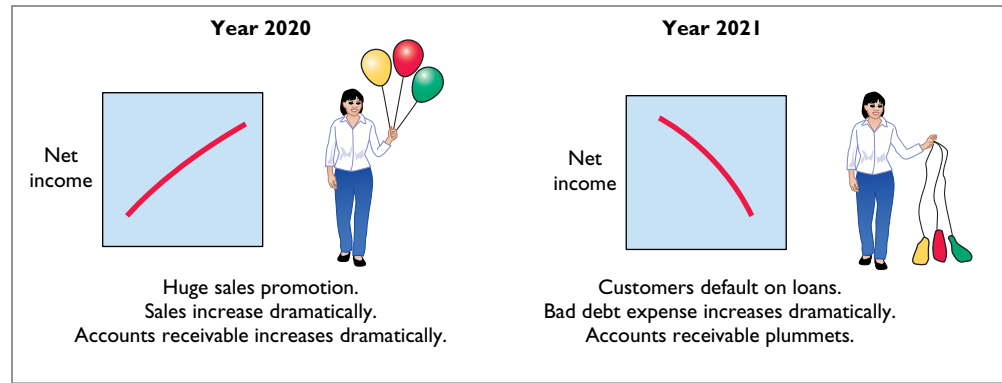 Year 2020
Net
income
Huge sales promotion.
Sales increase dramatically.
Accounts receivable increases dramatically.
Year 2021
Net
income
Customers default on loans.
Bad debt expense increases dramatically.
Accounts receivable plummets.